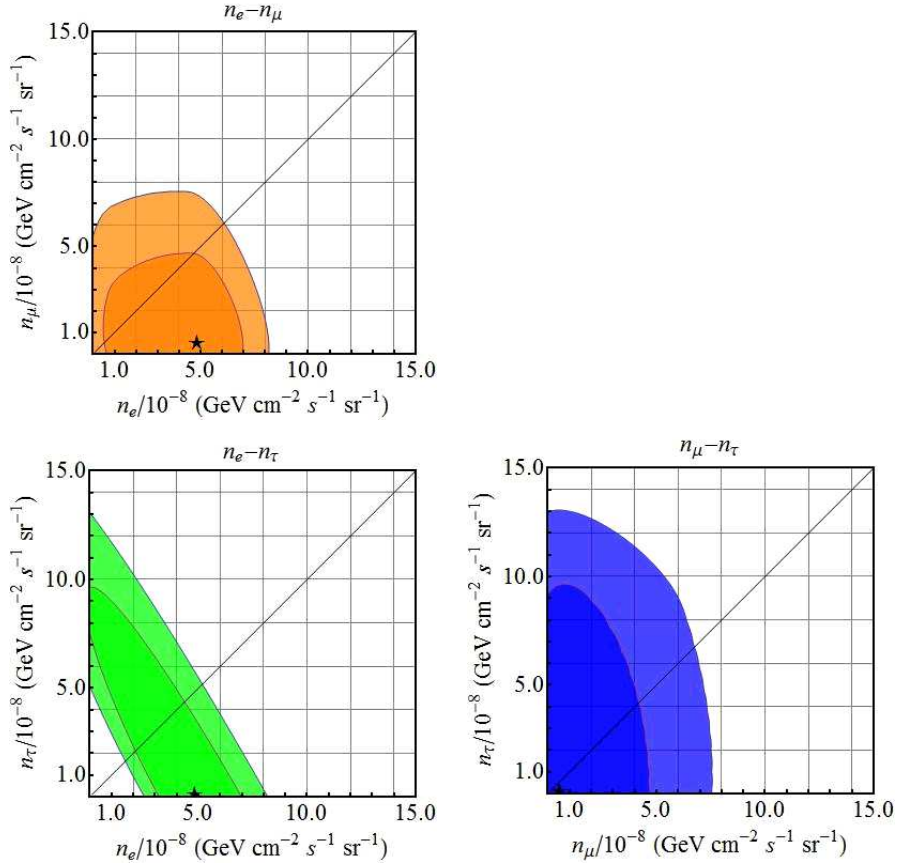 nₑ−n_μ
15.0
10.0
5.0
1.0
n_μ/10⁻⁸ (GeV cm⁻² s⁻¹ sr⁻¹)
1.0 5.0 10.0 15.0
nₑ/10⁻⁸ (GeV cm⁻² s⁻¹ sr⁻¹)
nₑ−n_τ
15.0
10.0
5.0
1.0
n_τ/10⁻⁸ (GeV cm⁻² s⁻¹ sr⁻¹)
1.0 5.0 10.0 15.0
nₑ/10⁻⁸ (GeV cm⁻² s⁻¹ sr⁻¹)
n_μ−n_τ
15.0
10.0
5.0
1.0
n_τ/10⁻⁸ (GeV cm⁻² s⁻¹ sr⁻¹)
1.0 5.0 10.0 15.0
n_μ/10⁻⁸ (GeV cm⁻² s⁻¹ sr⁻¹)